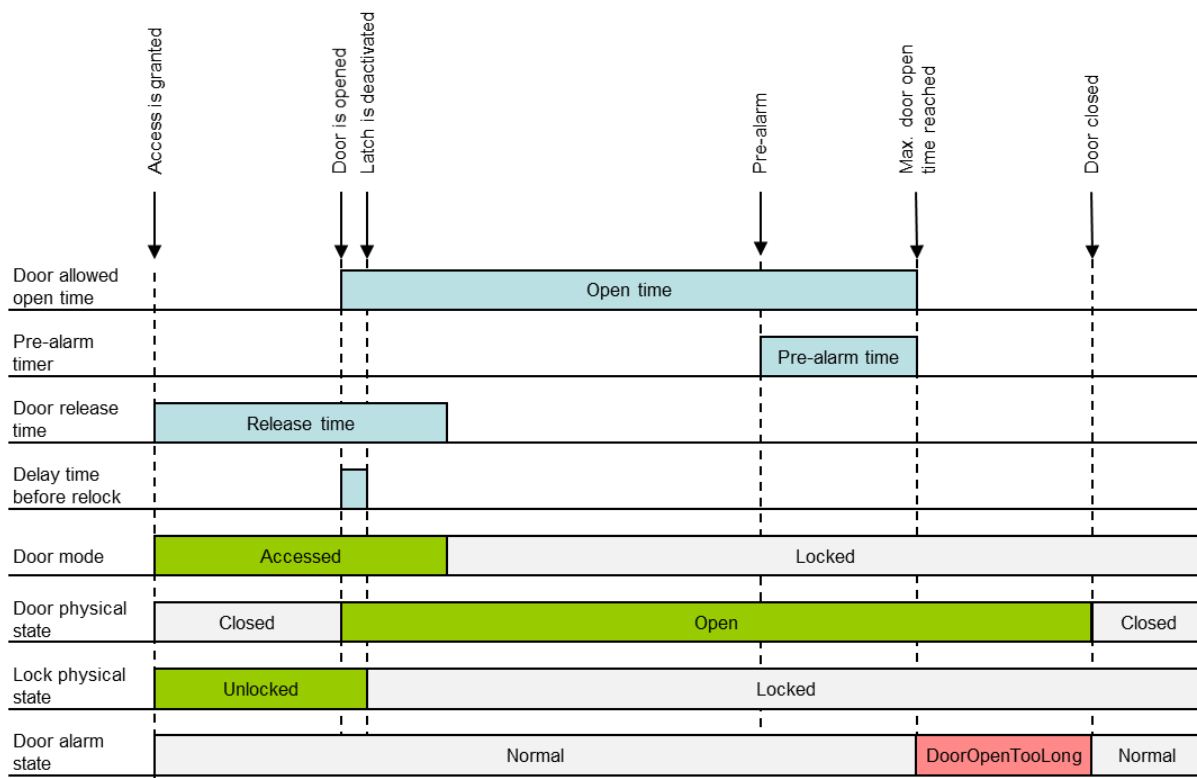 Access is granted
Door is opened
Latch is deactivated
Pre-alarm
Max. door open
time reached
Door closed
Door allowed
open time
Open time
Pre-alarm
timer
Pre-alarm time
Door release
time
Release time
Delay time
before relock
Door mode
Accessed
Locked
Door physical
state
Closed
Open
Closed
Lock physical
state
Unlocked
Locked
Door alarm
state
Normal
DoorOpenTooLong
Normal